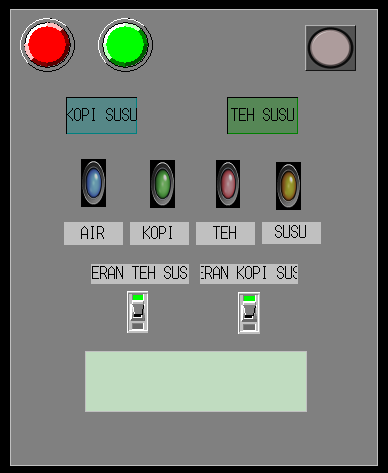 KOPI SUSU
TEH SUSU
AIR
KOPI
TEH
SUSU
ERAN TEH SUS
ERAN KOPI SUS